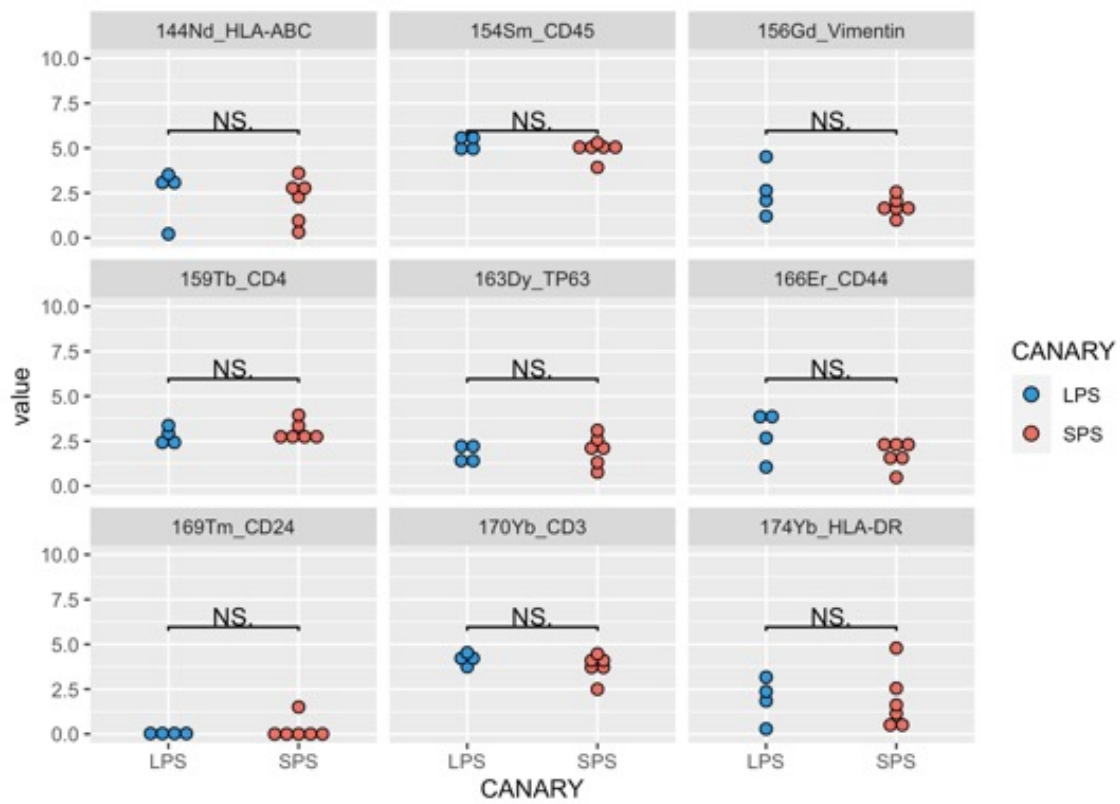 144Nd_HLA-ABC 154Sm_CD45 156Gd_Vimentin
10.0
7.5
NS. NS. NS.
5.0
2.5
0.0
159Tb_CD4 163Dy_TP63 166Er_CD44
10.0
7.5
NS. NS. NS.
5.0
2.5
0.0
value
CANARY
LPS
SPS
169Tm_CD24 170Yb_CD3 174Yb_HLA-DR
10.0
7.5
NS. NS. NS.
5.0
2.5
0.0
LPS SPS LPS SPS LPS SPS
CANARY